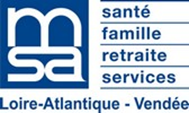 msa
santé
famille
retraite
services
Loire-Atlantique - Vendée